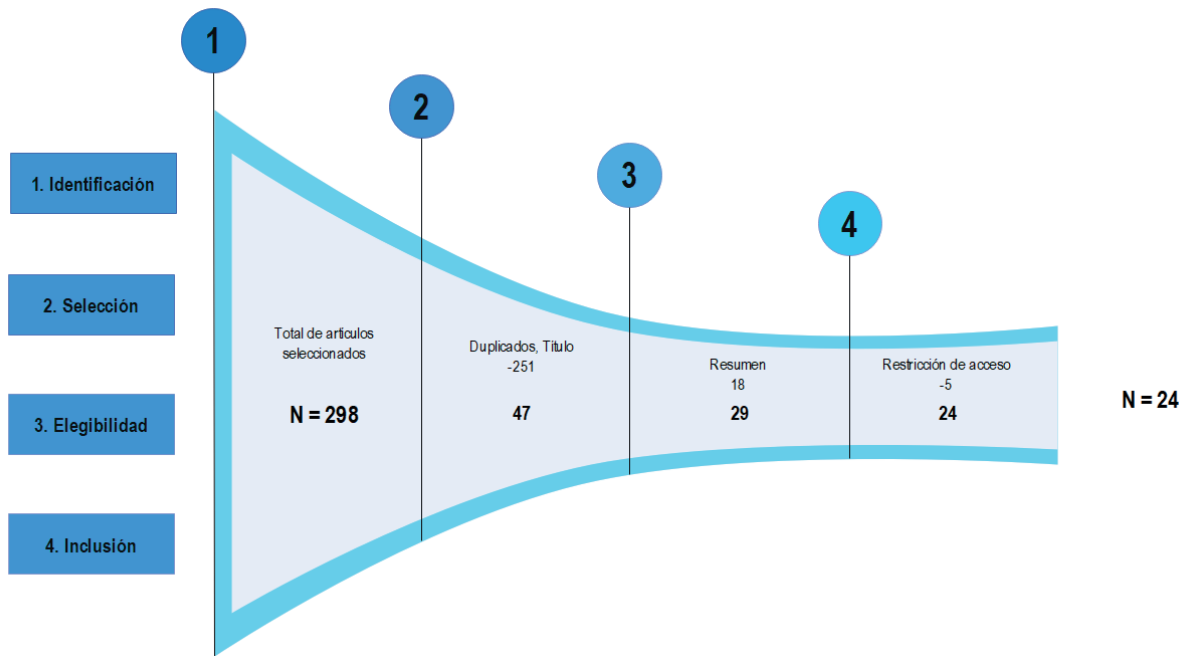 1
2
3
4
1. Identificación
2. Selección
3. Elegibilidad
4. Inclusión
Total de artículos
seleccionados
N = 298
Duplicados, Título
-251
47
Resumen
18
29
Restricción de acceso
-5
24
N = 24